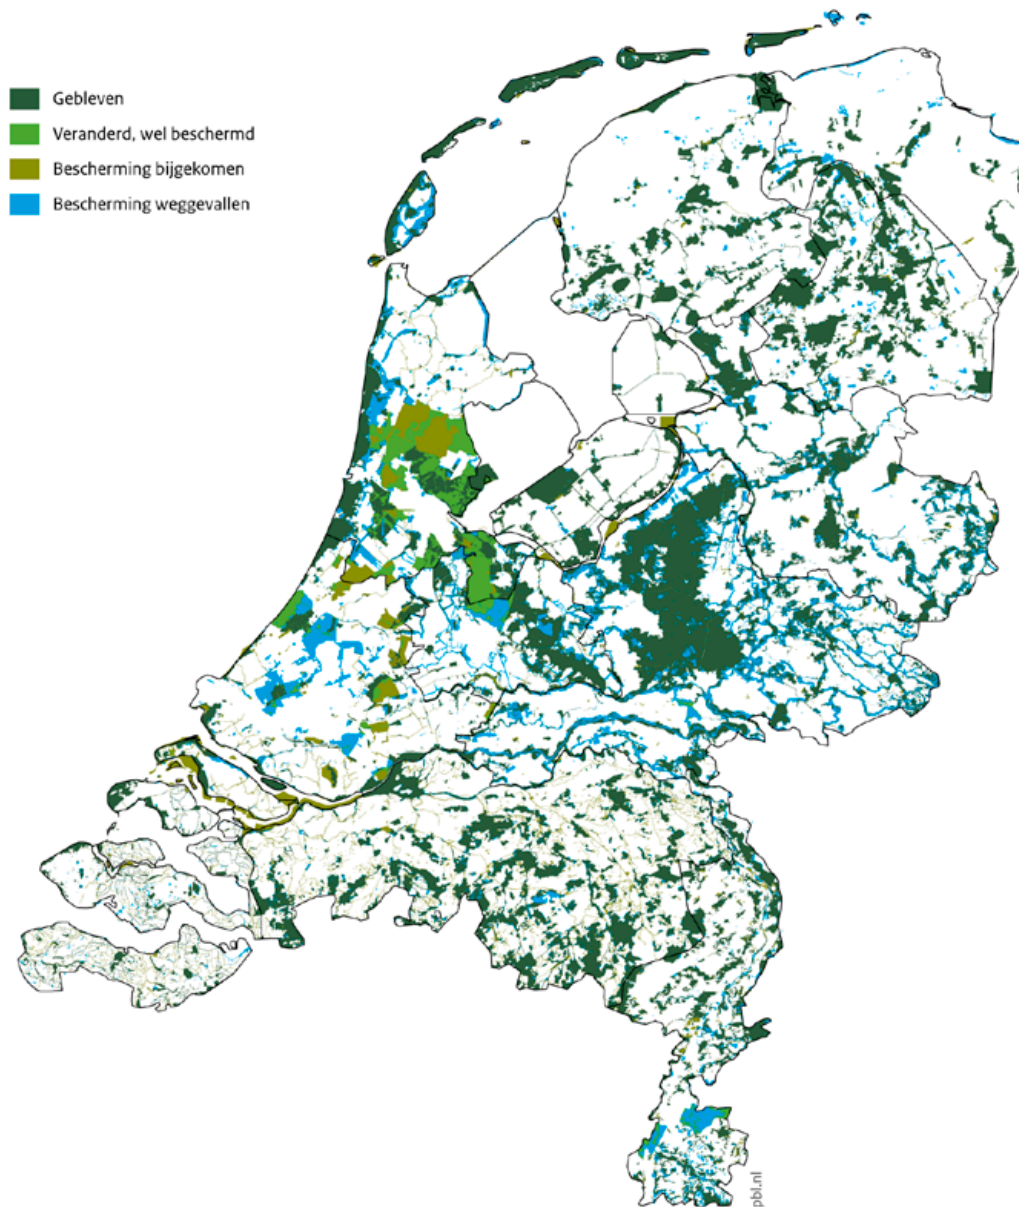 Gebleven
Veranderd, wel beschermd
Bescherming bijgekomen
Bescherming weggevallen
pbl.nl